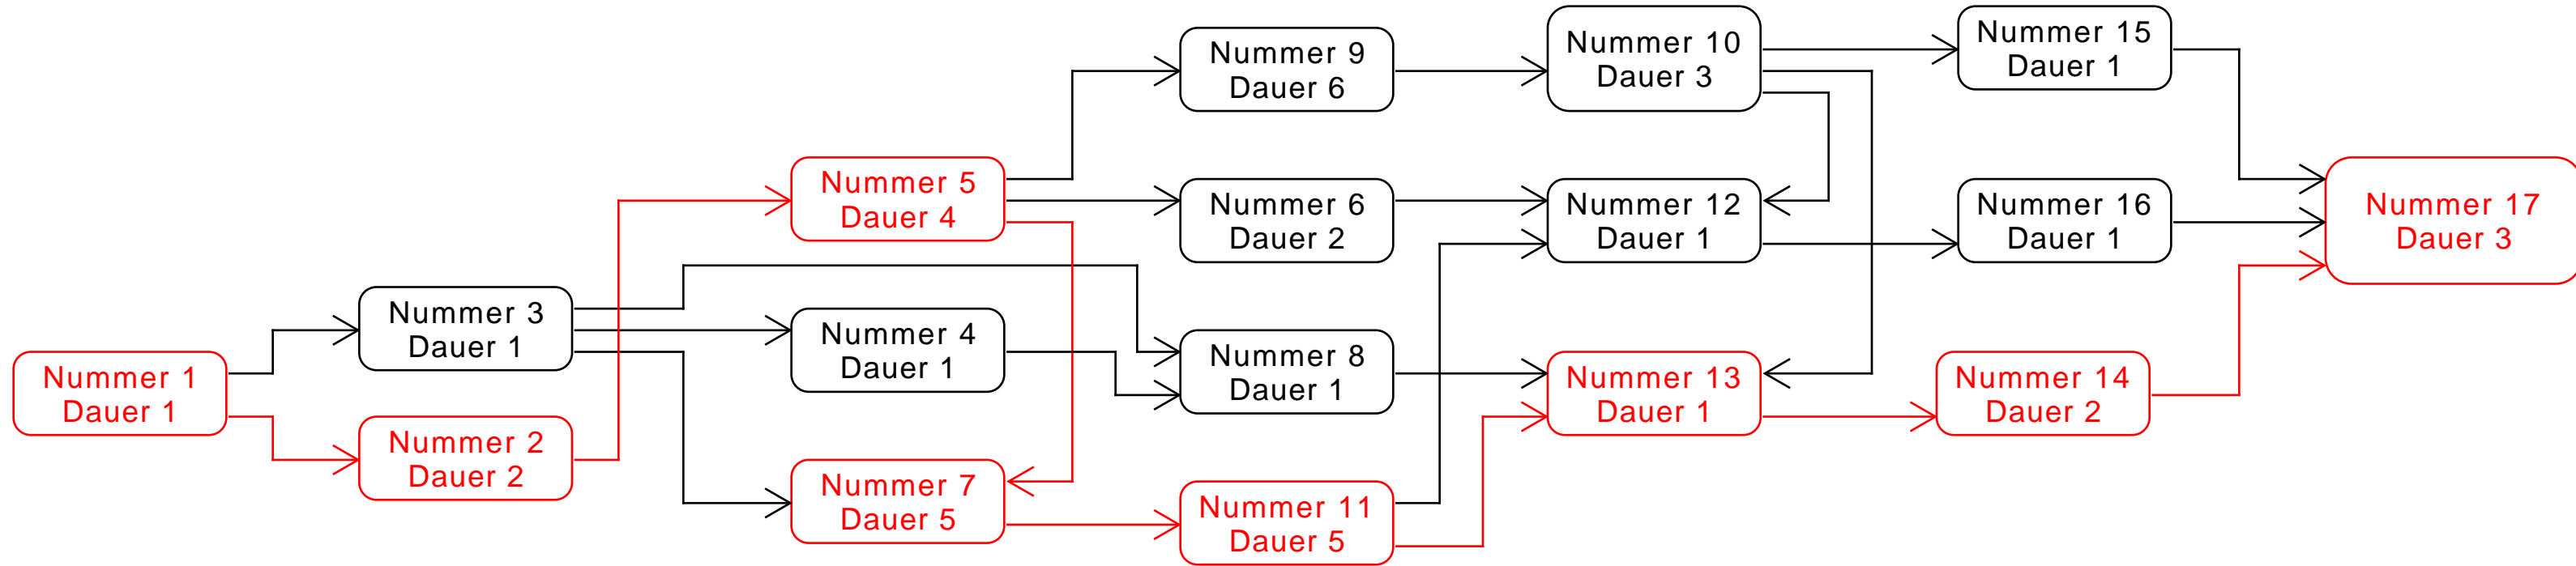 Nummer 1
Dauer 1
Nummer 3
Dauer 1
Nummer 2
Dauer 2
Nummer 5
Dauer 4
Nummer 4
Dauer 1
Nummer 7
Dauer 5
Nummer 9
Dauer 6
Nummer 6
Dauer 2
Nummer 8
Dauer 1
Nummer 11
Dauer 5
Nummer 10
Dauer 3
Nummer 12
Dauer 1
Nummer 13
Dauer 1
Nummer 15
Dauer 1
Nummer 16
Dauer 1
Nummer 14
Dauer 2
Nummer 17
Dauer 3